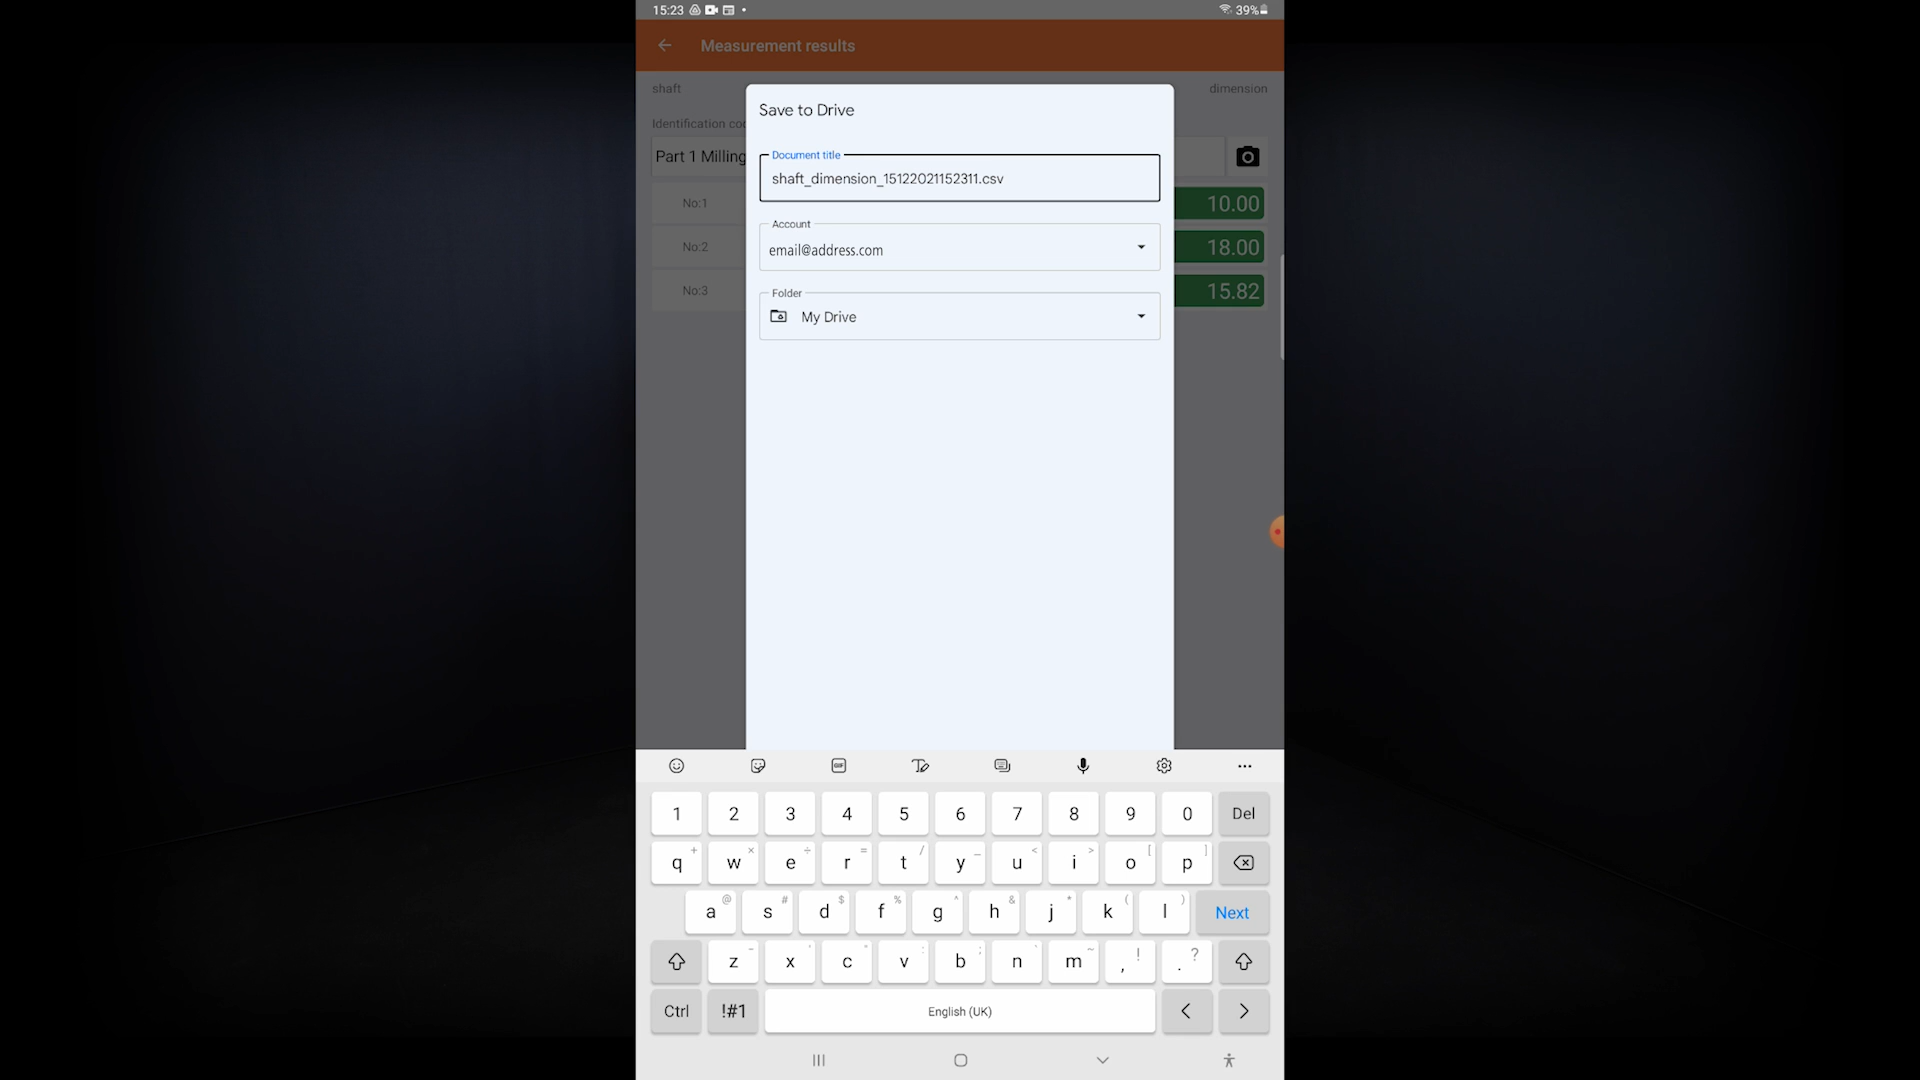 15:23
39%
Measurement results
shaft
dimension
Identification co
Part 1 Milling
No:1
10.00
No:2
18.00
No:3
15.82
Save to Drive
Document title
shaft_dimension_15122021152311.csv
Account
email@address.com
Folder
My Drive
GIF
1 2 3 4 5 6 7 8 9 0 Del
q + w × e ÷ r = t / y _ u < i > o [ p ]
a @ s # d $ f % g ^ h & j * k ( l ) Next
z - x ' c " v : b ; n ` m ~ , ! . ?
Ctrl !#1 English (UK) < >